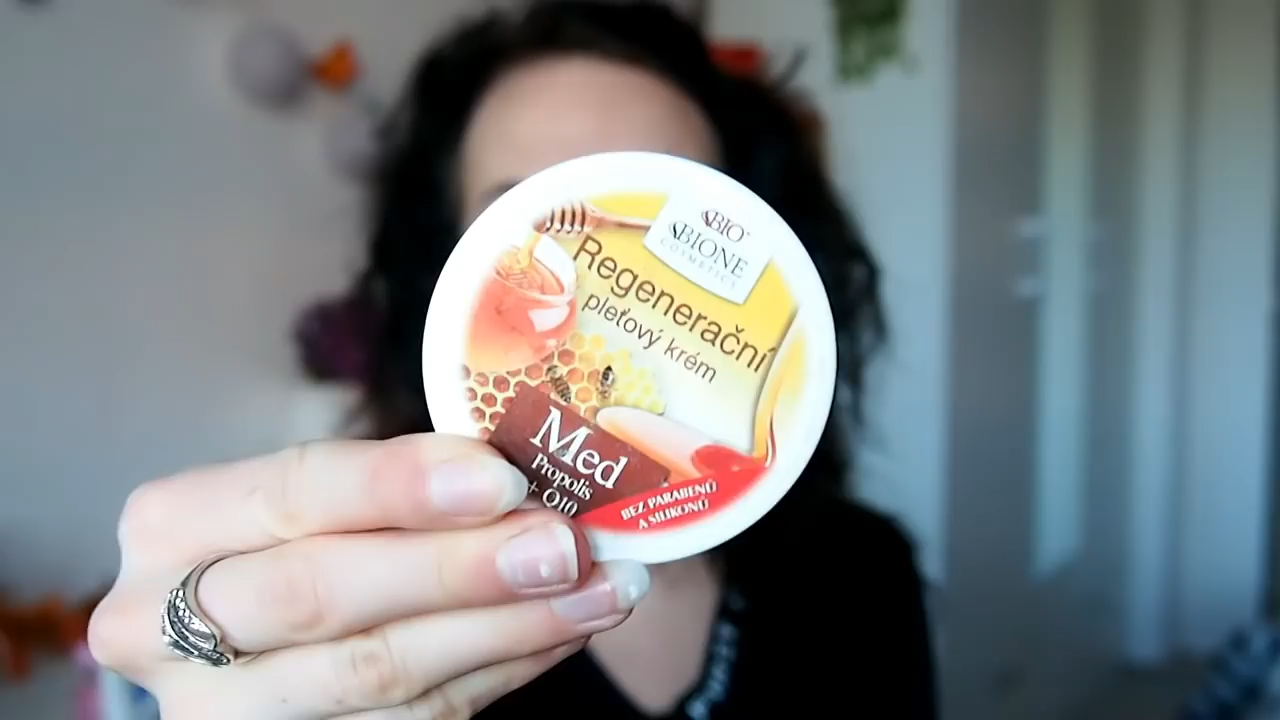 BIO
BIONE
COSMETICS
Regenerační
pleťový krém
Med
Propolis
+ Q10
BEZ PARABENŮ
A SILIKONŮ